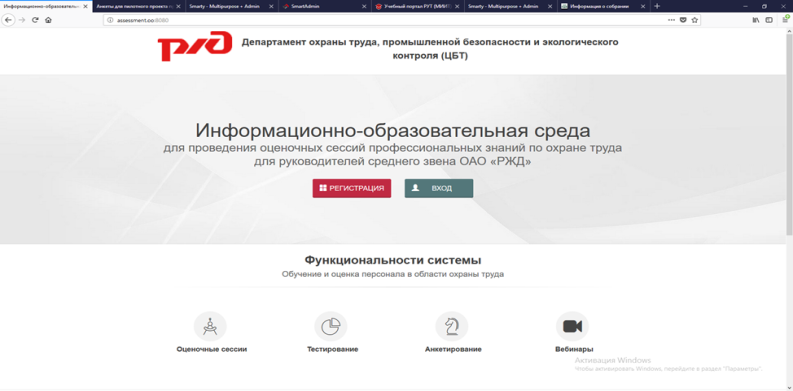 Информационно-образовательн
Анкеты для пилотного проекта о
Smarty - Multipurpose + Admin
SmartAdmin
Учебный портал РУТ (МИИТ)
Smarty - Multipurpose + Admin
Информация о собрании
assessment.oo:8080
ржд
Департамент охраны труда, промышленной безопасности и экологического
контроля (ЦБТ)
Информационно-образовательная среда
для проведения оценочных сессий профессиональных знаний по охране труда
для руководителей среднего звена ОАО «РЖД»
РЕГИСТРАЦИЯ
ВХОД
Функциональности системы
Обучение и оценка персонала в области охраны труда
Оценочные сессии
Тестирование
Анкетирование
Вебинары
Активация Windows
Чтобы активировать Windows, перейдите в раздел "Параметры".